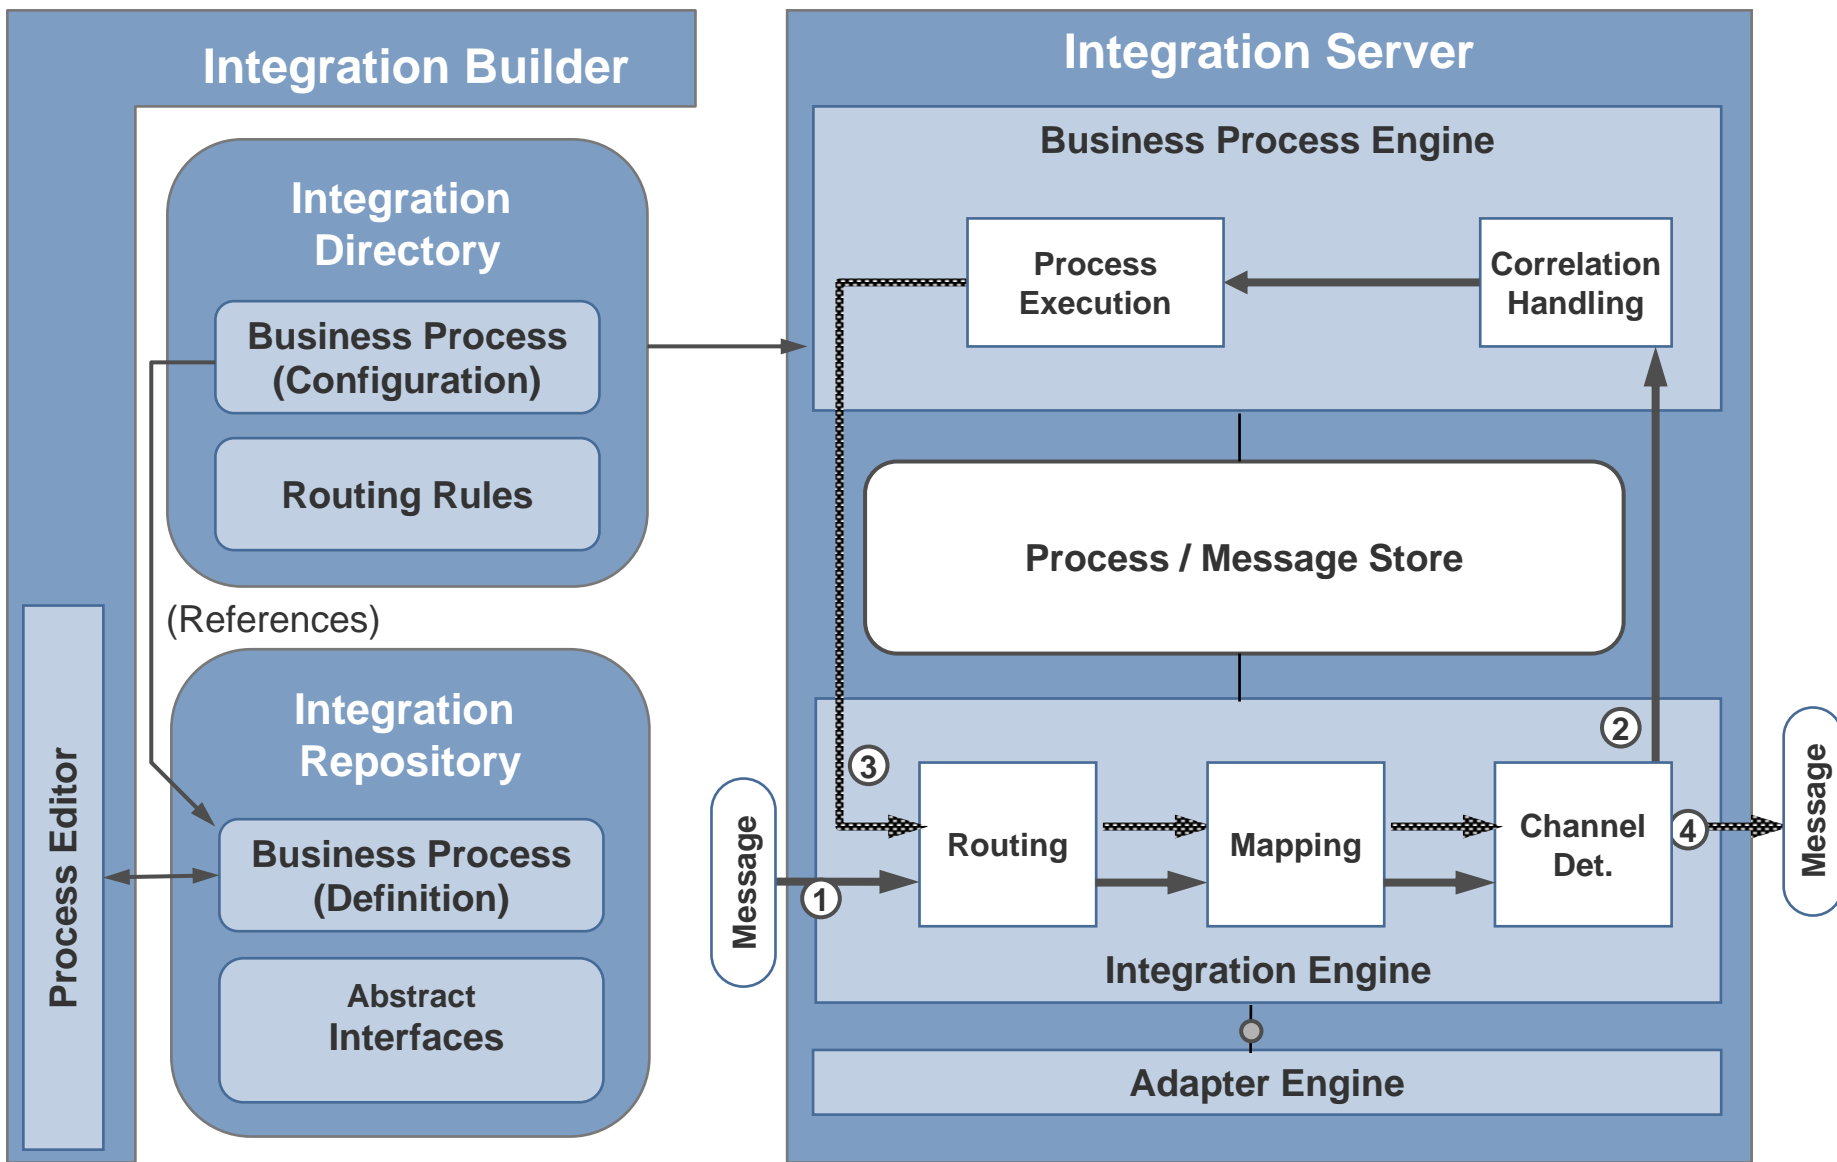 Integration Builder
Integration
Directory
Business Process
(Configuration)
Routing Rules
(References)
Integration
Repository
Business Process
(Definition)
Abstract
Interfaces
Process Editor
Integration Server
Business Process Engine
Process
Execution
Correlation
Handling
Process / Message Store
2
3
Message
1
Routing
Mapping
Channel
Det.
4
Message
Integration Engine
Adapter Engine